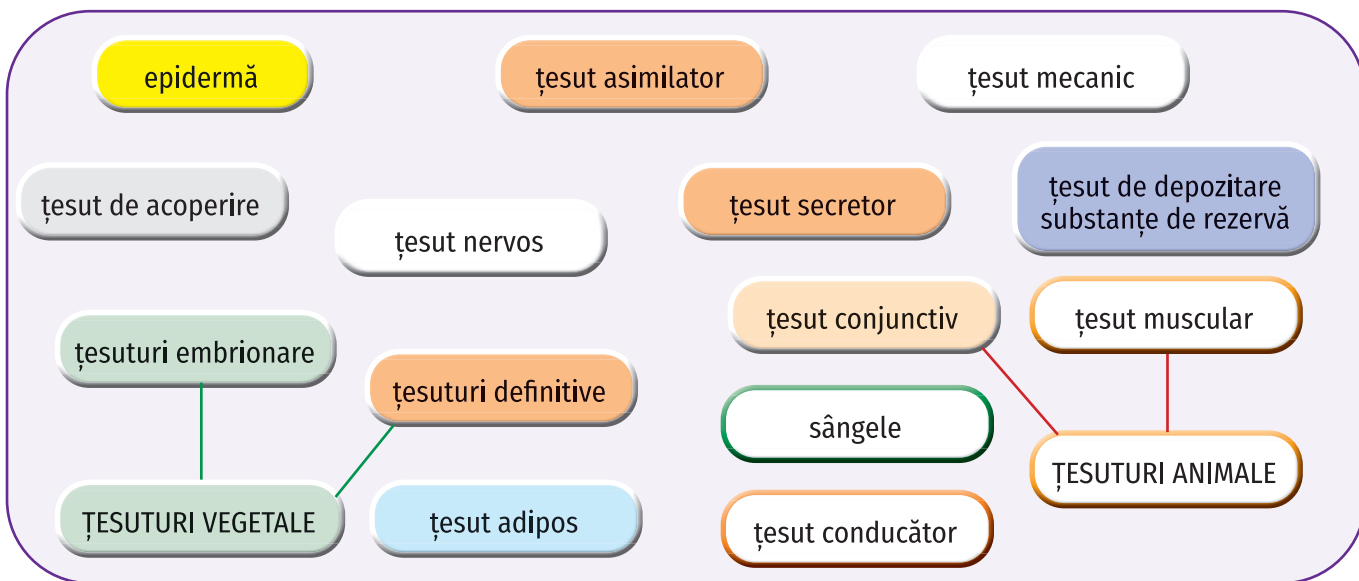 epidermă
țesut asimilator
țesut mecanic
țesut de acoperire
țesut nervos
țesut secretor
țesut de depozitare
substanțe de rezervă
țesuturi embrionare
țesuturi definitive
țesut conjunctiv
țesut muscular
sângele
ȚESUTURI ANIMALE
ȚESUTURI VEGETALE
țesut adipos
țesut conducător